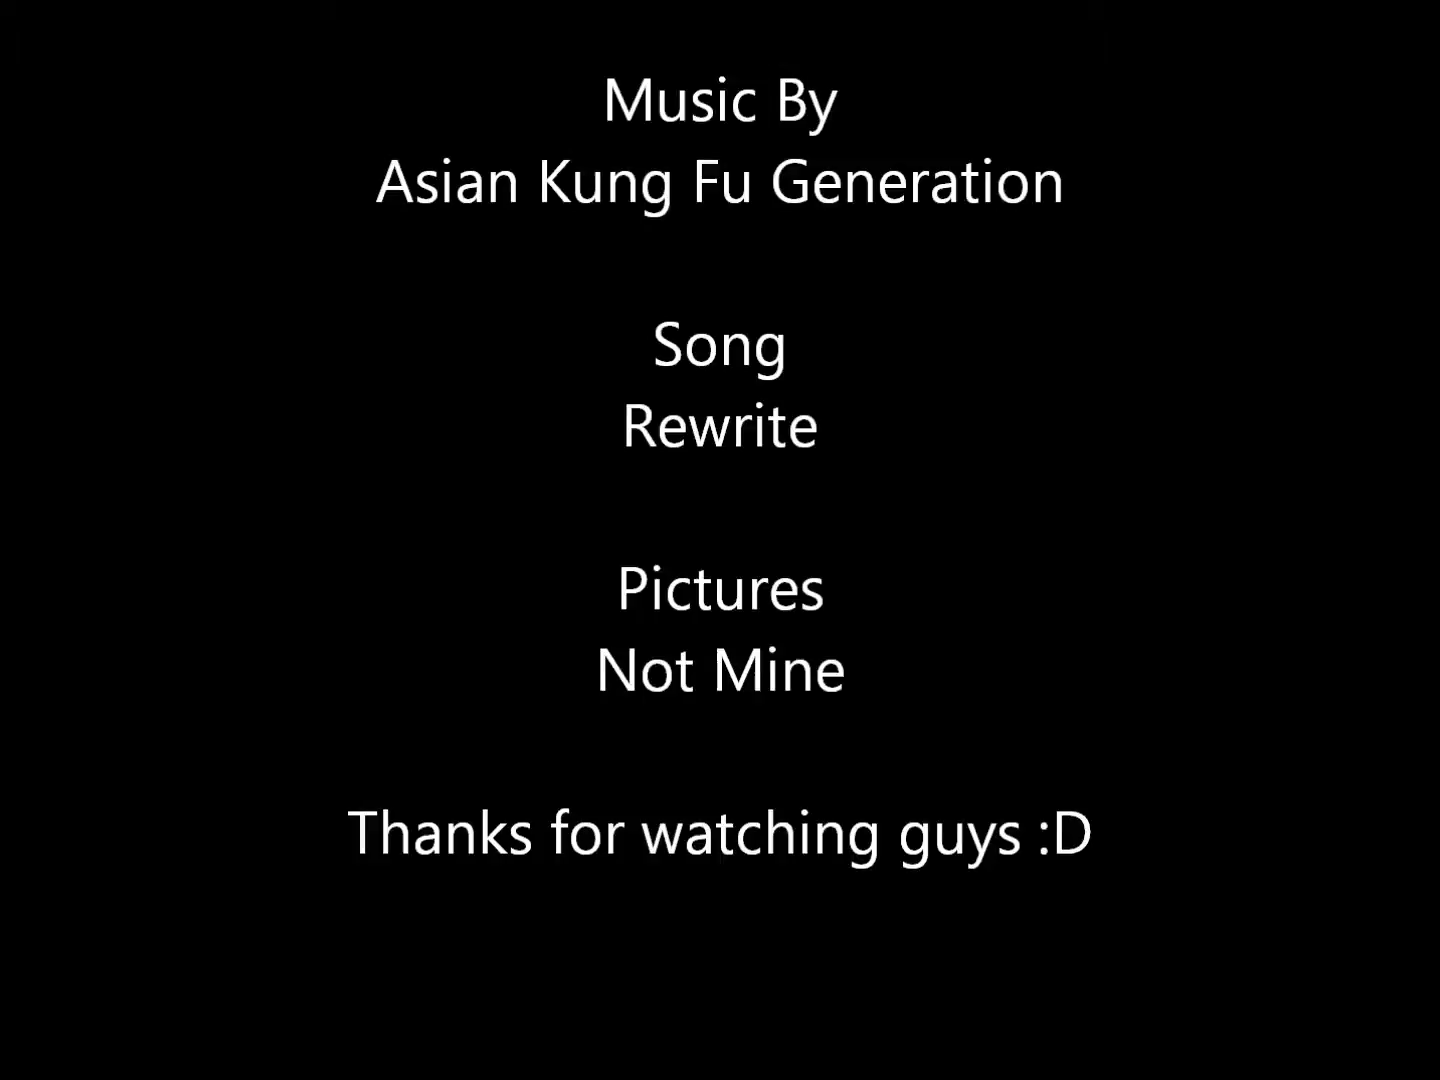 Music By
Asian Kung Fu Generation
Song
Rewrite
Pictures
Not Mine
Thanks for watching guys :D